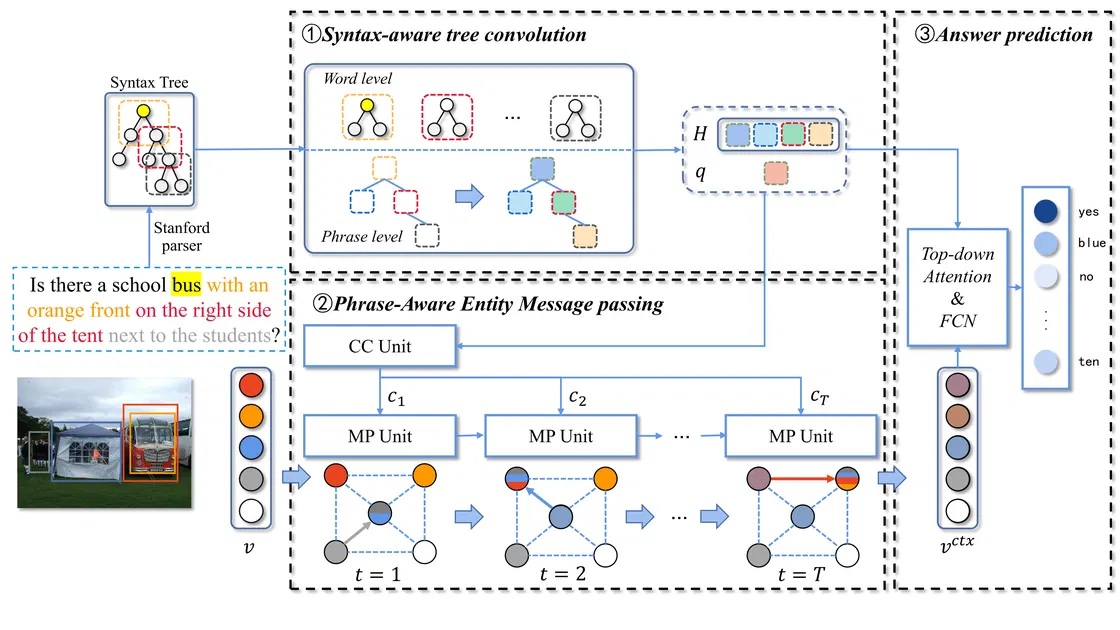 ①Syntax-aware tree convolution
③Answer prediction
Syntax Tree
Word level
...
Phrase level
H
q
Stanford
parser
Is there a school bus with an
orange front on the right side
of the tent next to the students?
②Phrase-Aware Entity Message passing
CC Unit
c1
c2
cT
MP Unit
MP Unit
...
MP Unit
...
t = 1
t = 2
t = T
v
Top-down
Attention
&
FCN
yes
blue
no
...
ten
vctx